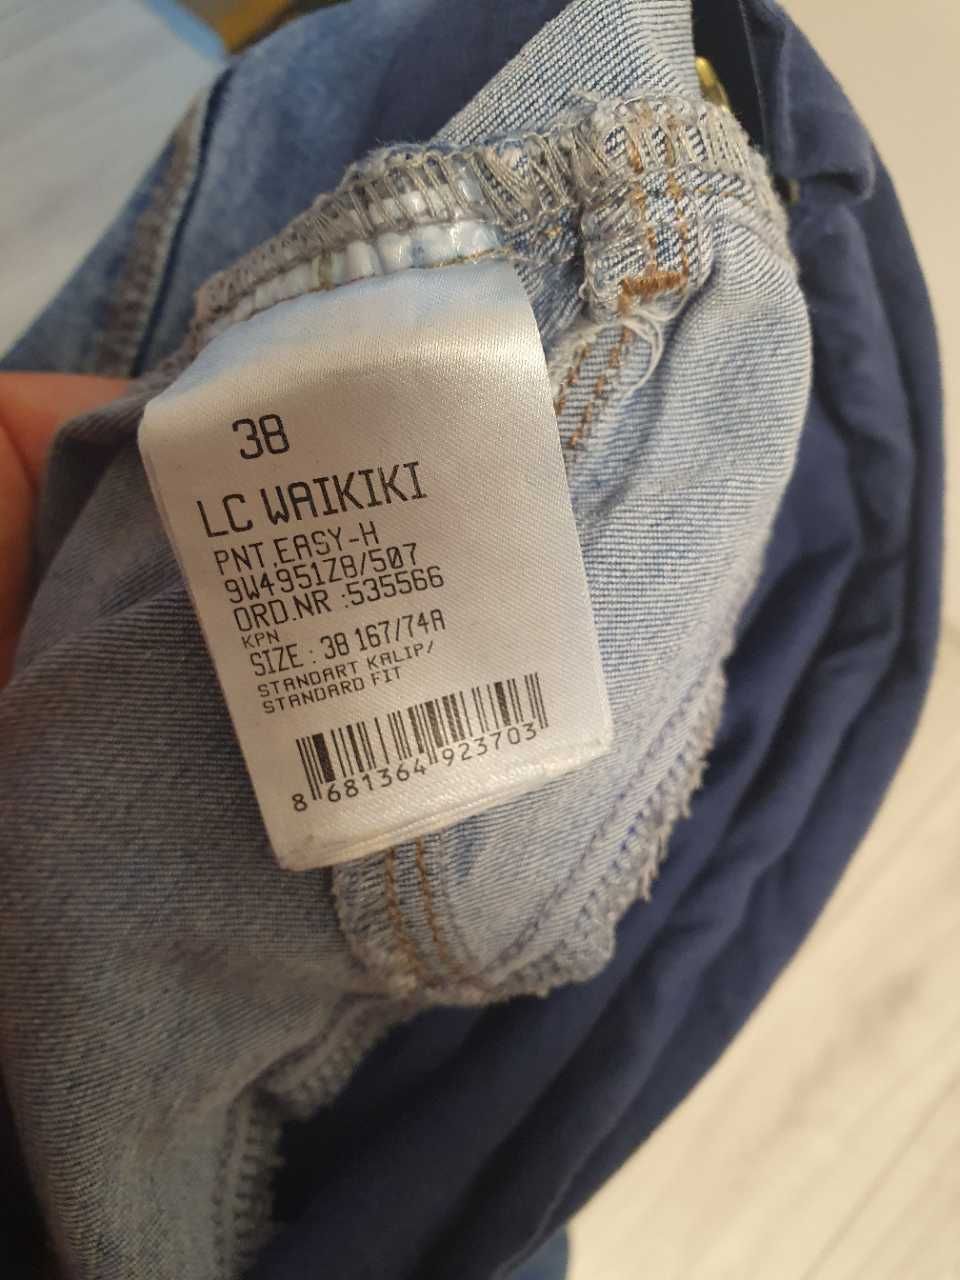 38
LC WAIKIKI
PNT.EASY-H
9W4951Z8/507
ORD.NR :535566
KPN
SIZE : 38 167/74A
STANDART KALIP/
STANDARD FIT
8 681364 923703